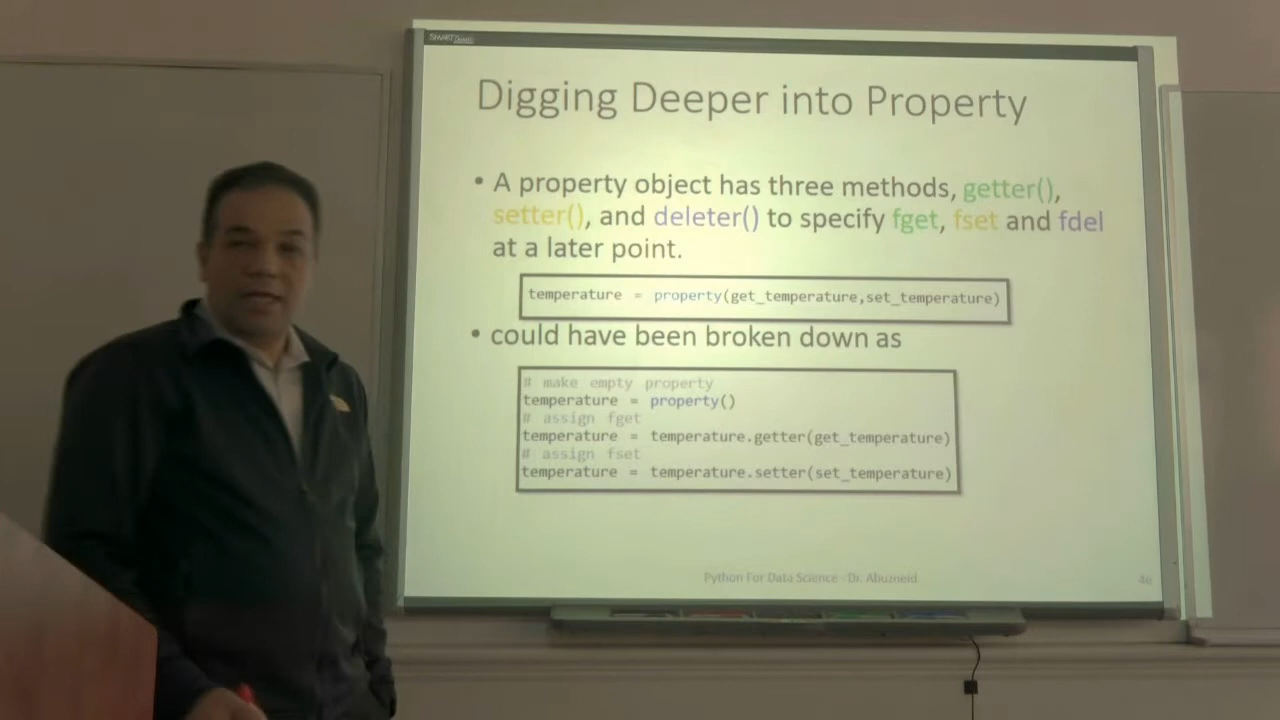 SMART
Digging Deeper into Property
• A property object has three methods, getter(),
setter(), and deleter() to specify fget, fset and fdel
at a later point.
temperature = property(get_temperature,set_temperature)
• could have been broken down as
# make empty property
temperature = property()
# assign fget
temperature = temperature.getter(get_temperature)
# assign fset
temperature = temperature.setter(set_temperature)
Python For Data Science - Dr. Abuzneid
46